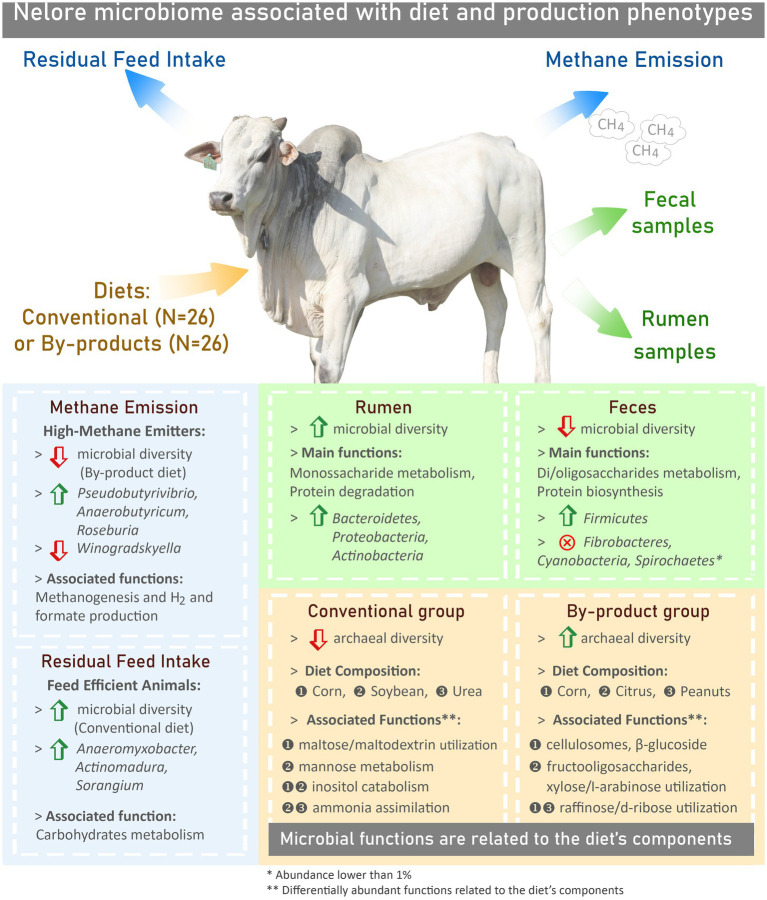 Nelore microbiome associated with diet and production phenotypes
Residual Feed Intake
Methane Emission
CH4
CH4
CH4
Fecal
samples
Diets:
Conventional (N=26)
or By-products (N=26)
Rumen
samples
Methane Emission
High-Methane Emitters:
> microbial diversity
(By-product diet)
> Pseudobutyrivibrio,
Anaerobutyricum,
Roseburia
> Winogradskyella
> Associated functions:
Methanogenesis and H2 and
formate production
Residual Feed Intake
Feed Efficient Animals:
> microbial diversity
(Conventional diet)
> Anaeromyxobacter,
Actinomadura,
Sorangium
> Associated function:
Carbohydrates metabolism
Rumen
> microbial diversity
> Main functions:
Monossacharide metabolism,
Protein degradation
> Bacteroidetes,
Proteobacteria,
Actinobacteria
Feces
> microbial diversity
> Main functions:
Di/oligosaccharides metabolism,
Protein biosynthesis
> Firmicutes
> Fibrobacteres,
Cyanobacteria, Spirochaetes*
Conventional group
> archaeal diversity
> Diet Composition:
❶ Corn, ❷ Soybean, ❸ Urea
> Associated Functions**:
❶ maltose/maltodextrin utilization
❷ mannose metabolism
❶❷ inositol catabolism
❷❸ ammonia assimilation
By-product group
> archaeal diversity
> Diet Composition:
❶ Corn, ❷ Citrus, ❸ Peanuts
> Associated Functions**:
❶ cellulosomes, β-glucoside
❷ fructooligosaccharides,
xylose/l-arabinose utilization
❶❸ raffinose/d-ribose utilization
Microbial functions are related to the diet's components
* Abundance lower than 1%
** Differentially abundant functions related to the diet's components